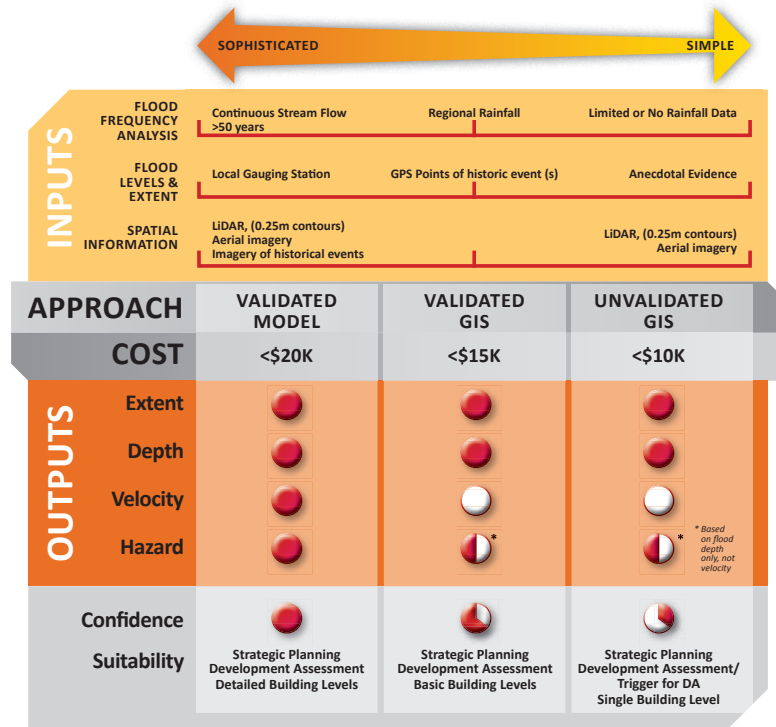 SOPHISTICATED SIMPLE
INPUTS
FLOOD
FREQUENCY
ANALYSIS
Continuous Stream Flow
>50 years
Regional Rainfall
Limited or No Rainfall Data
FLOOD
LEVELS &
EXTENT
Local Gauging Station
GPS Points of historic event (s)
Anecdotal Evidence
SPATIAL
INFORMATION
LiDAR, (0.25m contours)
Aerial imagery
Imagery of historical events
LiDAR, (0.25m contours)
Aerial imagery
APPROACH
VALIDATED
MODEL
VALIDATED
GIS
UNVALIDATED
GIS
COST
<$20K
<$15K
<$10K
OUTPUTS
Extent
Depth
Velocity
Hazard
*
*
* Based
on flood
depth
only, not
velocity
Confidence
Suitability
Strategic Planning
Development Assessment
Detailed Building Levels
Strategic Planning
Development Assessment
Basic Building Levels
Strategic Planning
Development Assessment/
Trigger for DA
Single Building Level